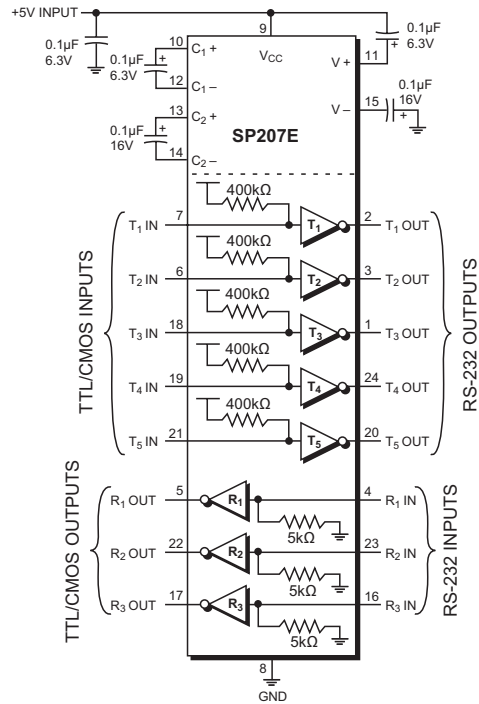 +5V INPUT
0.1µF
6.3V
9
VCC
0.1µF
6.3V
10
C1 +
0.1µF
6.3V
12
C1 –
V +
11
13
C2 +
0.1µF
16V
14
C2 –
V –
15
0.1µF
16V
SP207E
TTL/CMOS INPUTS
RS-232 OUTPUTS
400kΩ
T1 IN 7 T1 2 T1 OUT
400kΩ
T2 IN 6 T2 3 T2 OUT
400kΩ
T3 IN 18 T3 1 T3 OUT
400kΩ
T4 IN 19 T4 24 T4 OUT
400kΩ
T5 IN 21 T5 20 T5 OUT
TTL/CMOS OUTPUTS
RS-232 INPUTS
R1 OUT 5 R1 4 R1 IN
5kΩ
R2 OUT 22 R2 23 R2 IN
5kΩ
R3 OUT 17 R3 16 R3 IN
5kΩ
8
GND